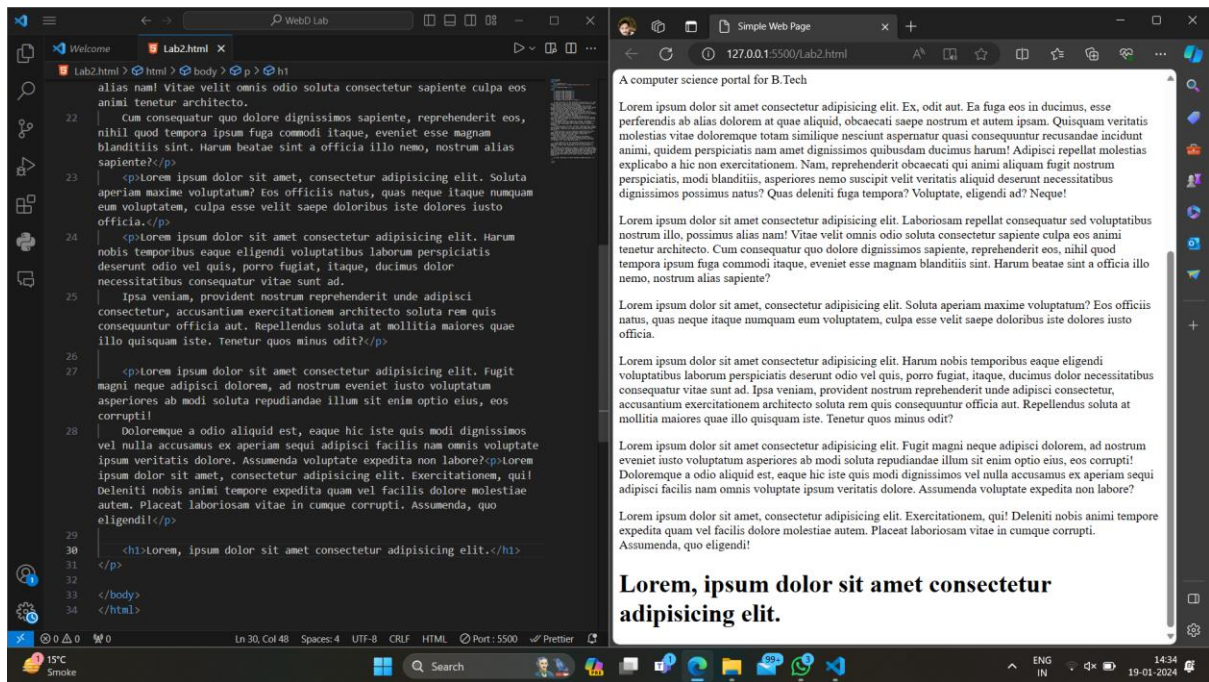 WebD Lab
Welcome
Lab2.html
Lab2.html > html > body > p > h1
alias nam! Vitae velit omnis odio soluta consectetur sapiente culpa eos
animi tenetur architecto.
22 Cum consequatur quo dolore dignissimos sapiente, reprehenderit eos,
nihil quod tempora ipsum fuga commodi itaque, eveniet esse magnam
blanditiis sint. Harum beatae sint a officia illo nemo, nostrum alias
sapiente?</p>
23 <p>Lorem ipsum dolor sit amet, consectetur adipisicing elit. Soluta
aperiam maxime voluptatum? Eos officiis natus, quas neque itaque numquam
eum voluptatem, culpa esse velit saepe doloribus iste dolores iusto
officia.</p>
24 <p>Lorem ipsum dolor sit amet consectetur adipisicing elit. Harum
nobis temporibus eaque eligendi voluptatibus laborum perspiciatis
deserunt odio vel quis, porro fugiat, itaque, ducimus dolor
necessitatibus consequatur vitae sunt ad.
25 Ipsa veniam, provident nostrum reprehenderit unde adipisci
consectetur, accusantium exercitationem architecto soluta rem quis
consequuntur officia aut. Repellendus soluta at mollitia maiores quae
illo quisquam iste. Tenetur quos minus odit?</p>
26
27 <p>Lorem ipsum dolor sit amet consectetur adipisicing elit. Fugit
magni neque adipisci dolorem, ad nostrum eveniet iusto voluptatum
asperiores ab modi soluta repudiandae illum sit enim optio eius, eos
corrupti!
28 Doloremque a odio aliquid est, eaque hic iste quis modi dignissimos
vel nulla accusamus ex aperiam sequi adipisci facilis nam omnis voluptate
ipsum veritatis dolore. Assumenda voluptate expedita non labore?<p>Lorem
ipsum dolor sit amet, consectetur adipisicing elit. Exercitationem, qui!
Deleniti nobis animi tempore expedita quam vel facilis dolore molestiae
autem. Placeat laboriosam vitae in cumque corrupti. Assumenda, quo
eligendi!</p>
29
30 <h1>Lorem, ipsum dolor sit amet consectetur adipisicing elit.</h1>
31 </p>
32
33 </body>
34 </html>
1
0 0 0 Ln 30, Col 48 Spaces: 4 UTF-8 CRLF HTML Port : 5500 Prettier
Simple Web Page
127.0.0.1:5500/Lab2.html
A computer science portal for B.Tech
Lorem ipsum dolor sit amet consectetur adipisicing elit. Ex, odit aut. Ea fuga eos in ducimus, esse
perferendis ab alias dolorem at quae aliquid, obcaecati saepe nostrum et autem ipsam. Quisquam veritatis
molestias vitae doloremque totam similique nesciunt aspernatur quasi consequuntur recusandae incidunt
animi, quidem perspiciatis nam amet dignissimos quibusdam ducimus harum! Adipisci repellat molestias
explicabo a hic non exercitationem. Nam, reprehenderit obcaecati qui animi aliquam fugit nostrum
perspiciatis, modi blanditiis, asperiores nemo suscipit velit veritatis aliquid deserunt necessitatibus
dignissimos possimus natus? Quas deleniti fuga tempora? Voluptate, eligendi ad? Neque!
Lorem ipsum dolor sit amet consectetur adipisicing elit. Laboriosam repellat consequatur sed voluptatibus
nostrum illo, possimus alias nam! Vitae velit omnis odio soluta consectetur sapiente culpa eos animi
tenetur architecto. Cum consequatur quo dolore dignissimos sapiente, reprehenderit eos, nihil quod
tempora ipsum fuga commodi itaque, eveniet esse magnam blanditiis sint. Harum beatae sint a officia illo
nemo, nostrum alias sapiente?
Lorem ipsum dolor sit amet, consectetur adipisicing elit. Soluta aperiam maxime voluptatum? Eos officiis
natus, quas neque itaque numquam eum voluptatem, culpa esse velit saepe doloribus iste dolores iusto
officia.
Lorem ipsum dolor sit amet consectetur adipisicing elit. Harum nobis temporibus eaque eligendi
voluptatibus laborum perspiciatis deserunt odio vel quis, porro fugiat, itaque, ducimus dolor necessitatibus
consequatur vitae sunt ad. Ipsa veniam, provident nostrum reprehenderit unde adipisci consectetur,
accusantium exercitationem architecto soluta rem quis consequuntur officia aut. Repellendus soluta at
mollitia maiores quae illo quisquam iste. Tenetur quos minus odit?
Lorem ipsum dolor sit amet consectetur adipisicing elit. Fugit magni neque adipisci dolorem, ad nostrum
eveniet iusto voluptatum asperiores ab modi soluta repudiandae illum sit enim optio eius, eos corrupti!
Doloremque a odio aliquid est, eaque hic iste quis modi dignissimos vel nulla accusamus ex aperiam sequi
adipisci facilis nam omnis voluptate ipsum veritatis dolore. Assumenda voluptate expedita non labore?
Lorem ipsum dolor sit amet, consectetur adipisicing elit. Exercitationem, qui! Deleniti nobis animi tempore
expedita quam vel facilis dolore molestiae autem. Placeat laboriosam vitae in cumque corrupti.
Assumenda, quo eligendi!
Lorem, ipsum dolor sit amet consectetur
adipisicing elit.
1
15°C
Smoke
Search
99+
ENG
IN
14:34
19-01-2024